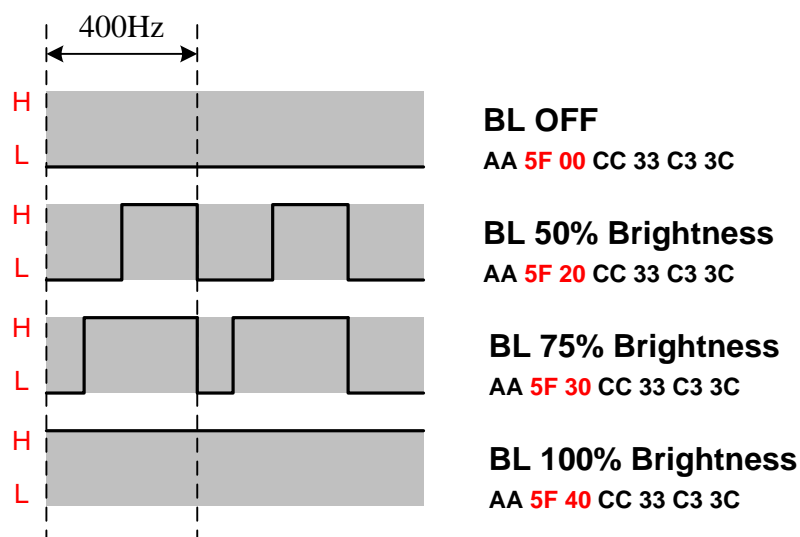 400Hz
H
L
BL OFF
AA 5F 00 CC 33 C3 3C
H
L
BL 50% Brightness
AA 5F 20 CC 33 C3 3C
H
L
BL 75% Brightness
AA 5F 30 CC 33 C3 3C
H
L
BL 100% Brightness
AA 5F 40 CC 33 C3 3C